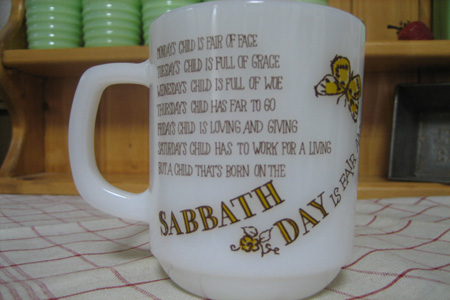 MONDAY'S CHILD IS FAIR OF FACE
TUESDAY'S CHILD IS FULL OF GRACE
WEDNESDAY'S CHILD IS FULL OF WOE
THURSDAY'S CHILD HAS FAR TO GO
FRIDAY'S CHILD IS LOVING AND GIVING
SATURDAY'S CHILD HAS TO WORK FOR A LIVING
BUT A CHILD THAT'S BORN ON THE
SABBATH DAY IS FAIR